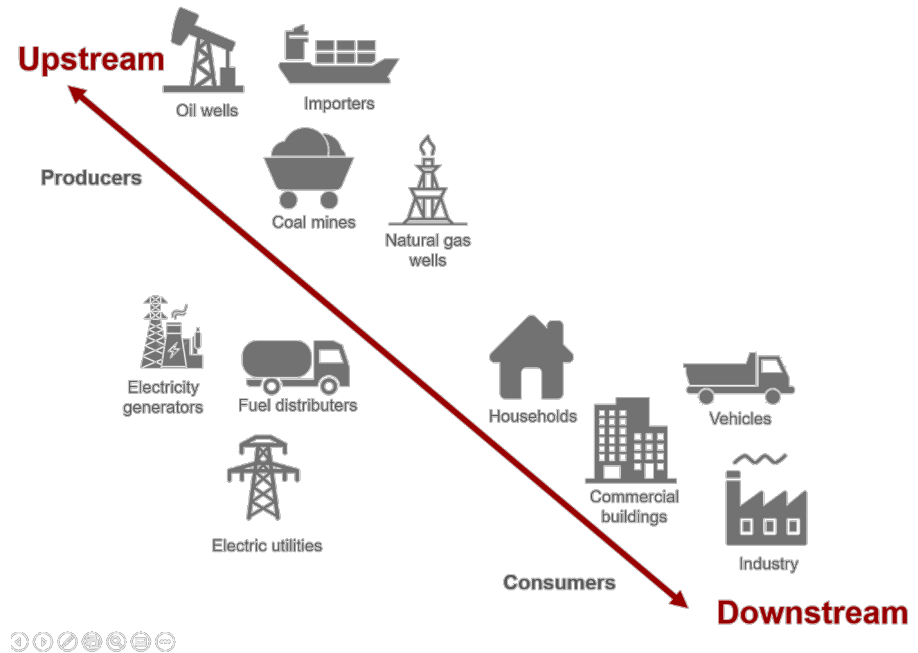 Upstream
Oil wells
Importers
Producers
Coal mines
Natural gas
wells
Electricity
generators
Fuel distributers
Households
Vehicles
Commercial
buildings
Electric utilities
Industry
Consumers
Downstream